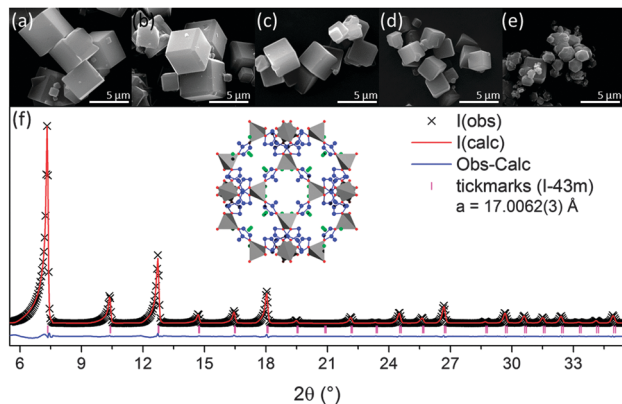 (a) (b) (c) (d) (e)
5 µm 5 µm 5 µm 5 µm 5 µm
(f)
I(obs)
I(calc)
Obs-Calc
tickmarks (I-43m)
a = 17.0062(3) Å
6 9 12 15 18 21 24 27 30 33
2θ (°)